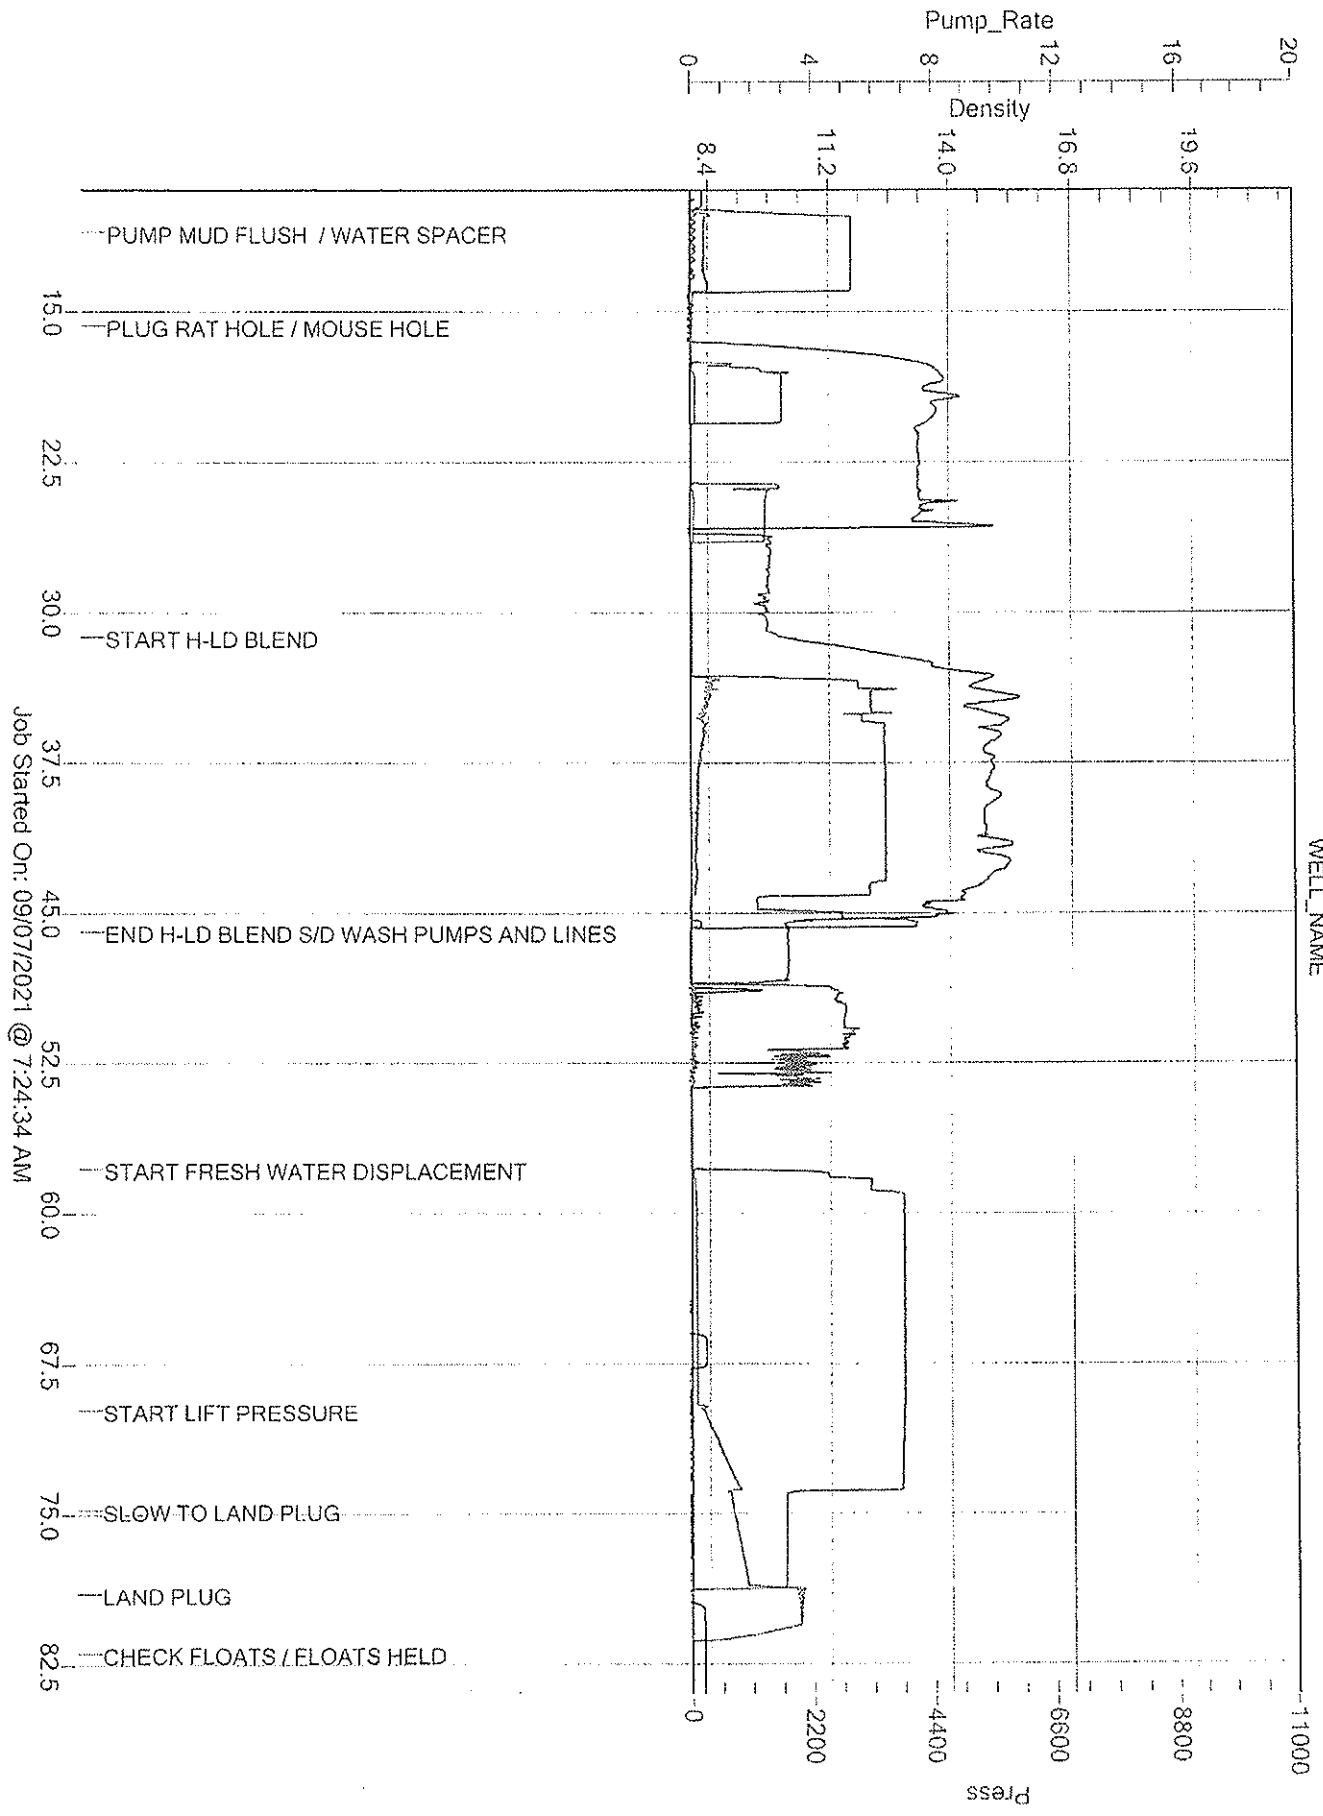 Pump_Rate
0 4 8 12 16 20
Density
8.4 11.2 14.0 16.8 19.6
WELL_NAME
PUMP MUD FLUSH / WATER SPACER
15.0
PLUG RAT HOLE / MOUSE HOLE
22.5
30.0
START H-LD BLEND
37.5
45.0
END H-LD BLEND S/D WASH PUMPS AND LINES
52.5
START FRESH WATER DISPLACEMENT
60.0
67.5
START LIFT PRESSURE
75.0
SLOW TO LAND PLUG
LAND PLUG
CHECK FLOATS / FLOATS HELD
82.5
0 2200 4400 6600 8800 11000
Press
Job Started On: 09/07/2021 @ 7:24:34 AM